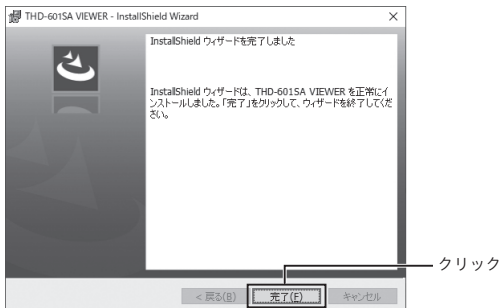 THD-601SA VIEWER - InstallShield Wizard
InstallShield ウィザードを完了しました
InstallShield ウィザードは、THD-601SA VIEWER を正常にイ
ンストールしました。「完了」をクリックして、ウィザードを終了してくだ
さい。
クリック
< 戻る(B)
完了(F)
キャンセル